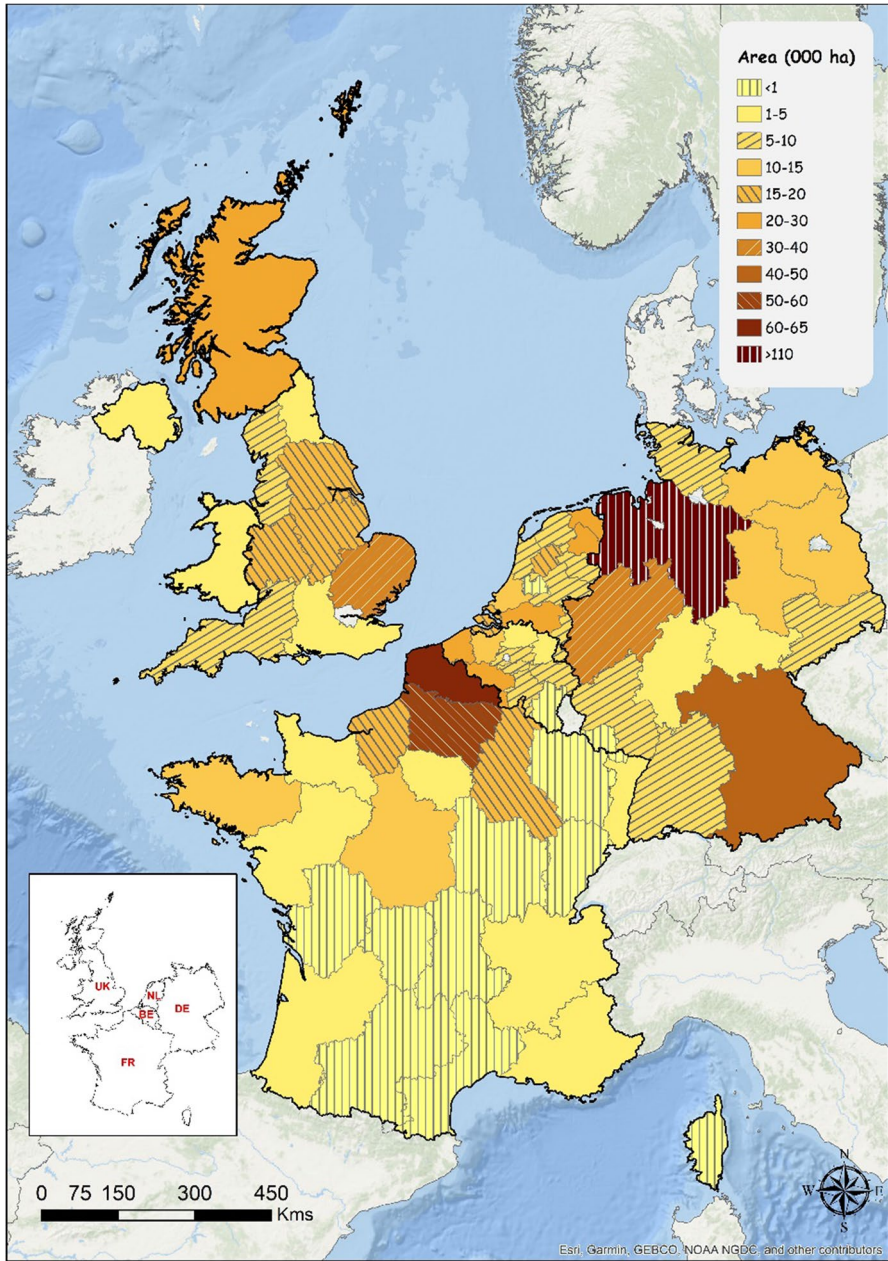 Area (000 ha)
<1
1-5
5-10
10-15
15-20
20-30
30-40
40-50
50-60
60-65
>110
UK
NL
BE
DE
FR
0 75 150 300 450
Kms
N
W E
S
Esri, Garmin, GEBCO, NOAA NGDC, and other contributors